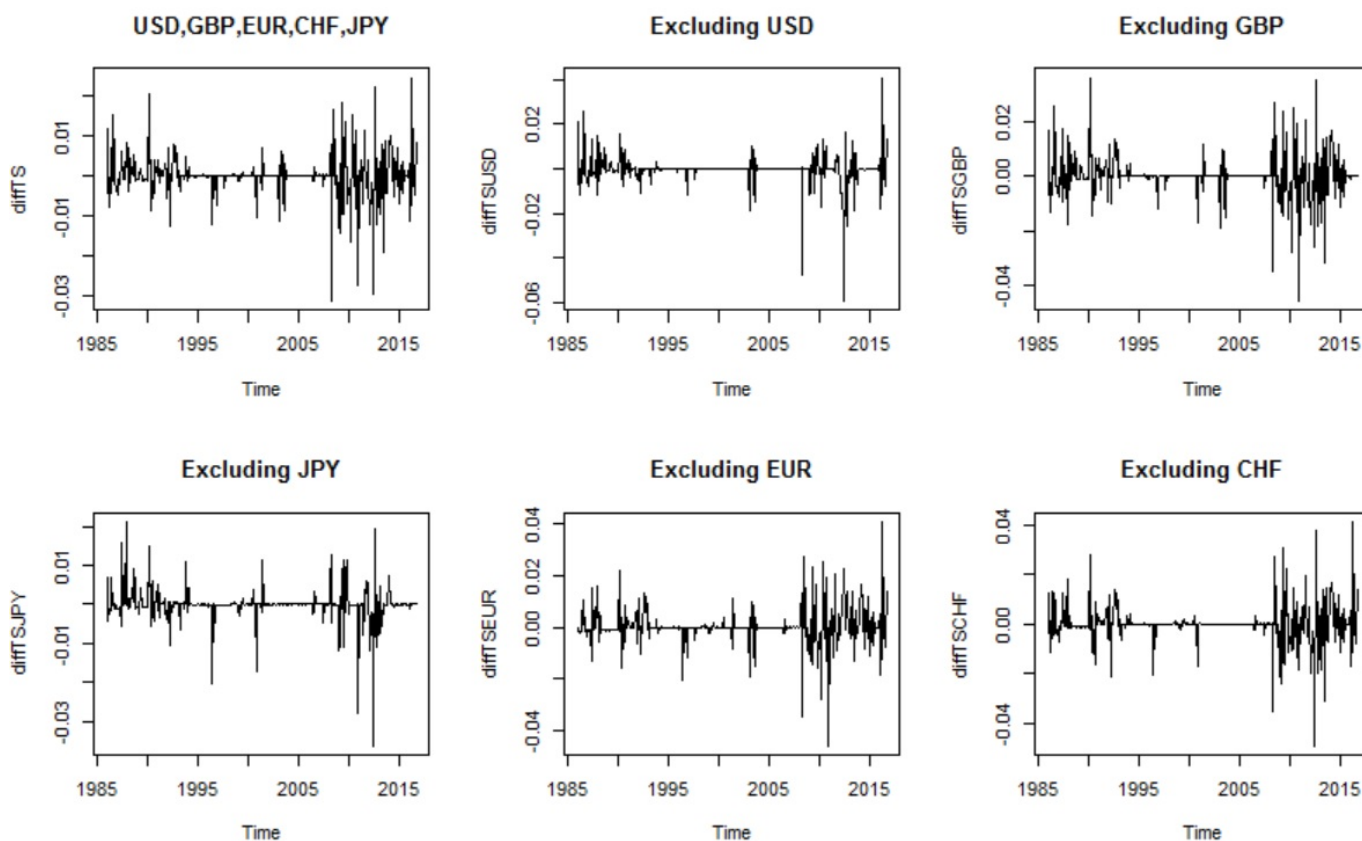 USD,GBP,EUR,CHF,JPY
diffTS
0.01
-0.01
-0.03
1985 1995 2005 2015
Time
Excluding USD
diffTSUSD
0.02
-0.02
-0.06
1985 1995 2005 2015
Time
Excluding GBP
diffTSGBP
0.02
0.00
-0.04
1985 1995 2005 2015
Time
Excluding JPY
diffTSJPY
0.01
-0.01
-0.03
1985 1995 2005 2015
Time
Excluding EUR
diffTSEUR
0.04
0.02
0.00
-0.04
1985 1995 2005 2015
Time
Excluding CHF
diffTSCHF
0.04
0.00
-0.04
1985 1995 2005 2015
Time